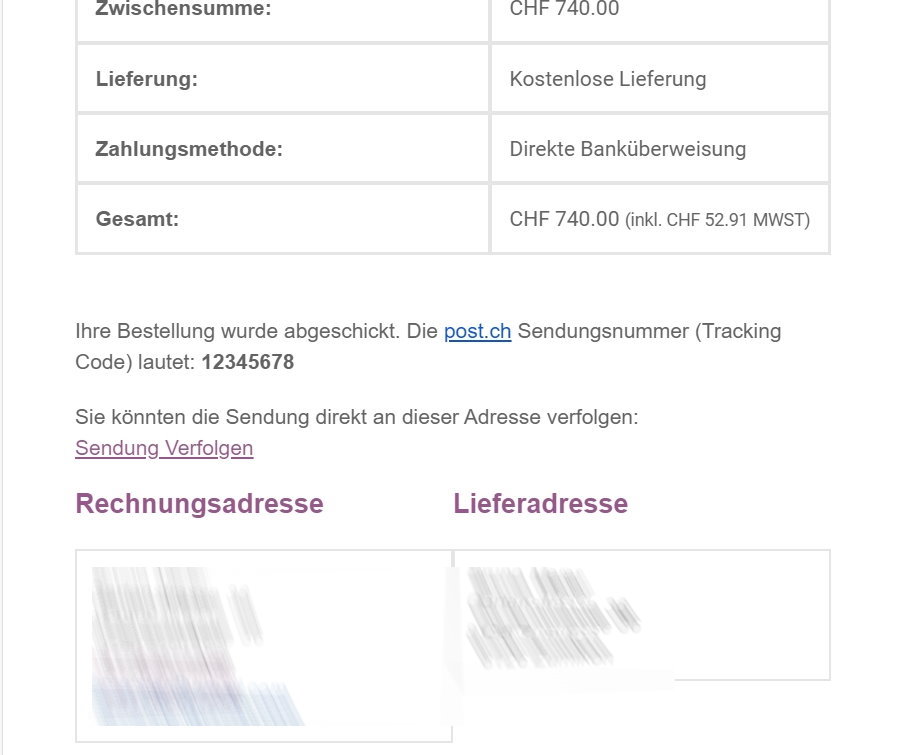 Zwischensumme: CHF 740.00
Lieferung: Kostenlose Lieferung
Zahlungsmethode: Direkte Banküberweisung
Gesamt: CHF 740.00 (inkl. CHF 52.91 MWST)
Ihre Bestellung wurde abgeschickt. Die post.ch Sendungsnummer (Tracking
Code) lautet: 12345678
Sie könnten die Sendung direkt an dieser Adresse verfolgen:
Sendung Verfolgen
Rechnungsadresse Lieferadresse